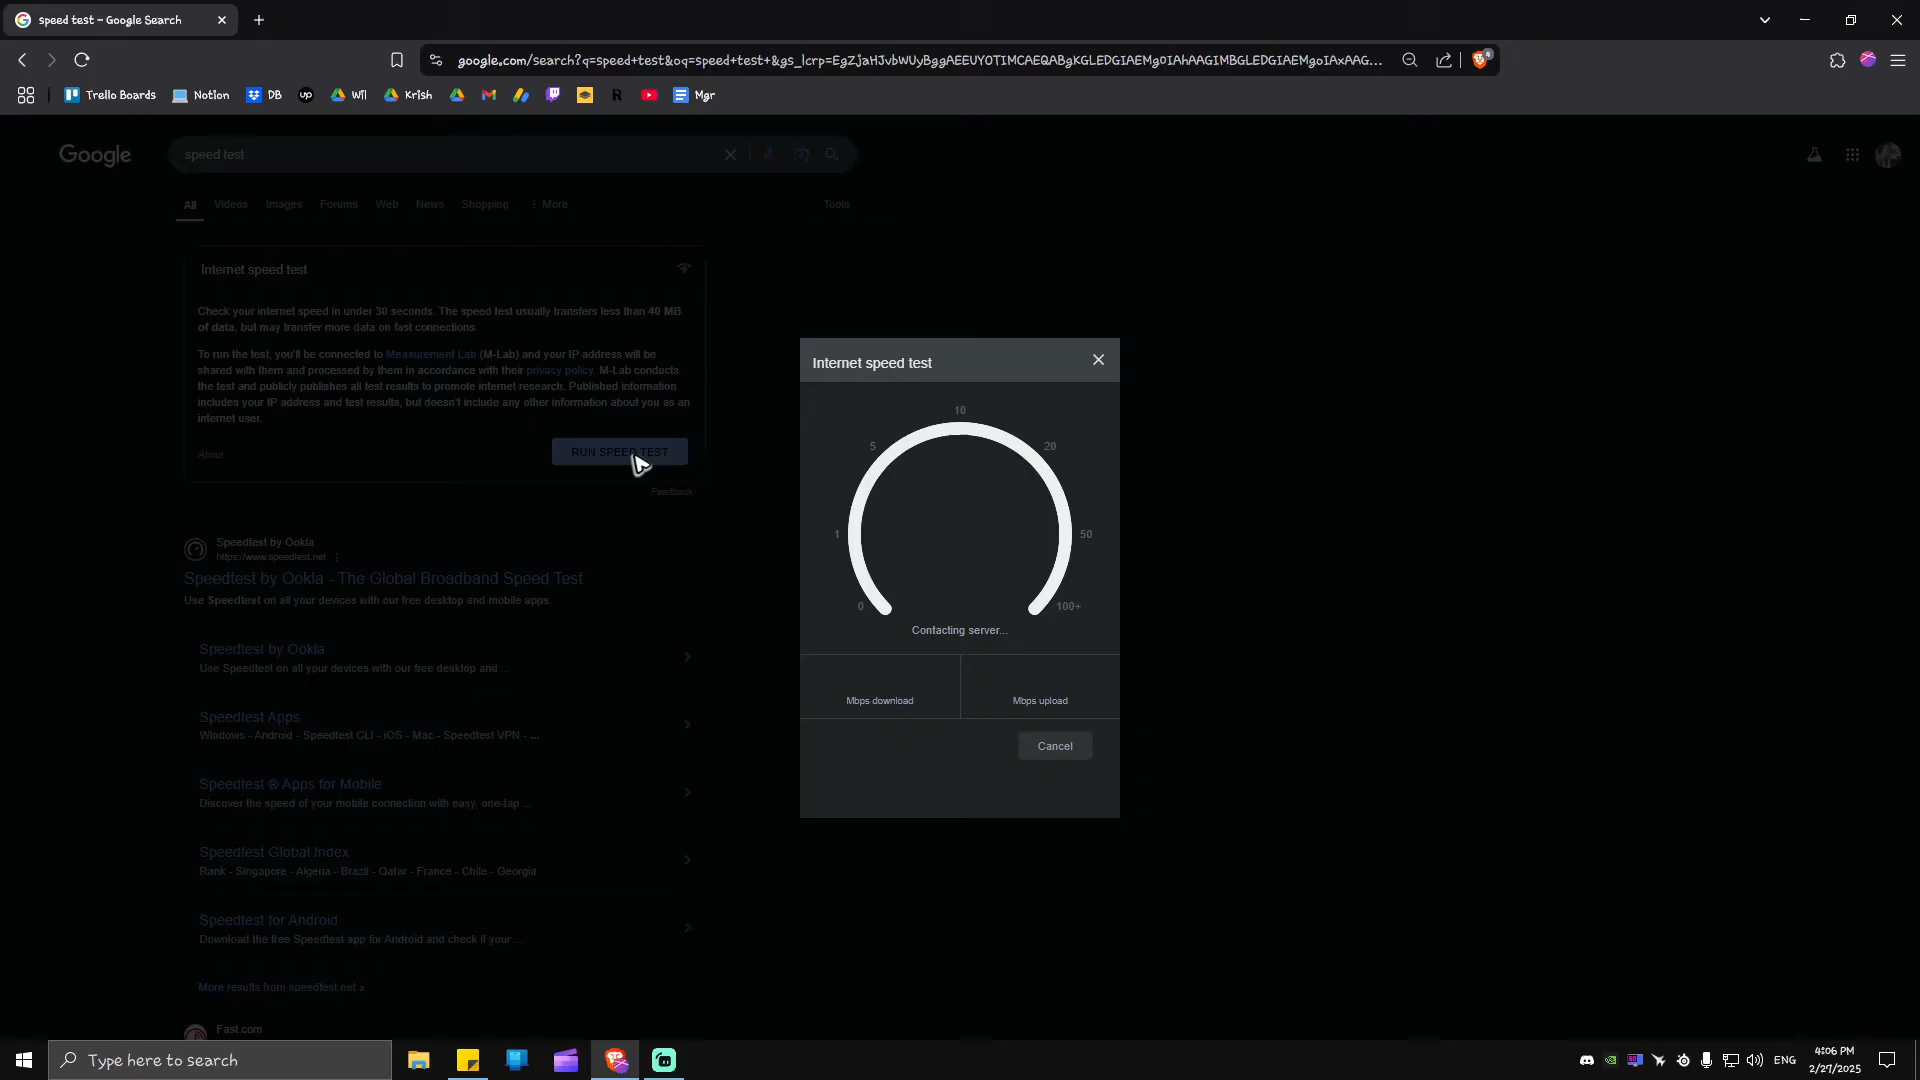 speed test - Google Search
google.com/search?q=speed+test&oq=speed+test+&gs_lcrp=EgZjaHJvbWUyBggAEEUYOTIMCAEQABgKGLEDGIAEMg0IAhAAGIMBGLEDGIAEMgoIAxAAG...
Trello Boards
Notion
DB
up
Wil
Krish
R
Mgr
Google
speed test
All
Videos
Images
Forums
Web
News
Shopping
More
Tools
Internet speed test
Check your internet speed in under 30 seconds. The speed test usually transfers less than 40 MB
of data, but may transfer more data on fast connections.
To run the test, you'll be connected to Measurement Lab (M-Lab) and your IP address will be
shared with them and processed by them in accordance with their privacy policy. M-Lab conducts
the test and publicly publishes all test results to promote internet research. Published information
includes your IP address and test results, but doesn't include any other information about you as an
internet user.
About
RUN SPEED TEST
Feedback
Speedtest by Ookla
https://www.speedtest.net
Speedtest by Ookla - The Global Broadband Speed Test
Use Speedtest on all your devices with our free desktop and mobile apps.
Speedtest by Ookla
Use Speedtest on all your devices with our free desktop and ...
Speedtest Apps
Windows - Android - Speedtest CLI - iOS - Mac - Speedtest VPN - ...
Speedtest ® Apps for Mobile
Discover the speed of your mobile connection with easy, one-tap ...
Speedtest Global Index
Rank - Singapore - Algeria - Brazil - Qatar - France - Chile - Georgia
Speedtest for Android
Download the free Speedtest app for Android and check if your ...
More results from speedtest.net »
Fast.com
Internet speed test
10
5
20
1
50
0
100+
Contacting server...
Mbps download
Mbps upload
Cancel
Type here to search
ENG
4:06 PM
2/27/2025